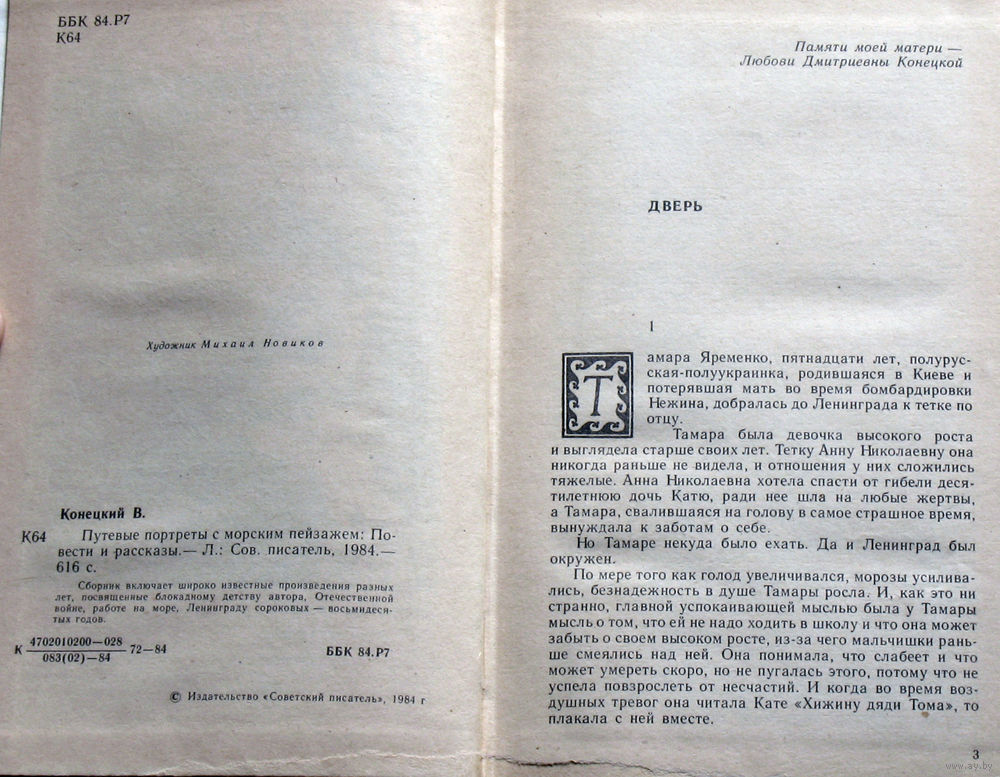 ББК 84.Р7
К64
Художник Михаил Новиков
Конецкий В.
К64 Путевые портреты с морским пейзажем: По-
вести и рассказы.— Л.: Сов. писатель, 1984.—
616 с.
Сборник включает широко известные произведения разных
лет, посвященные блокадному детству автора, Отечественной
войне, работе на море, Ленинграду сороковых — восьмидеся-
тых годов.
К 4702010200—028
083(02)—84 72—84
ББК 84.Р7
© Издательство «Советский писатель», 1984 г
Памяти моей матери —
Любови Дмитриевны Конецкой
ДВЕРЬ
1
Тамара Яременко, пятнадцати лет, полурус-
ская-полуукраинка, родившаяся в Киеве и
потерявшая мать во время бомбардировки
Нежина, добралась до Ленинграда к тетке по
отцу.
Тамара была девочка высокого роста
и выглядела старше своих лет. Тетку Анну Николаевну она
никогда раньше не видела, и отношения у них сложились
тяжелые. Анна Николаевна хотела спасти от гибели деся-
тилетнюю дочь Катю, ради нее шла на любые жертвы,
а Тамара, свалившаяся на голову в самое страшное время,
вынуждала к заботам о себе.
Но Тамаре некуда было ехать. Да и Ленинград был
окружен.
По мере того как голод увеличивался, морозы усилива-
лись, безнадежность в душе Тамары росла. И, как это ни
странно, главной успокаивающей мыслью была у Тамары
мысль о том, что ей не надо ходить в школу и что она может
забыть о своем высоком росте, из-за чего мальчишки рань-
ше смеялись над ней. Она понимала, что слабеет и что
может умереть скоро, но не пугалась этого, потому что не
успела повзрослеть от несчастий. И когда во время воз-
душных тревог она читала Кате «Хижину дяди Тома», то
плакала с ней вместе.
3
www.ay.by